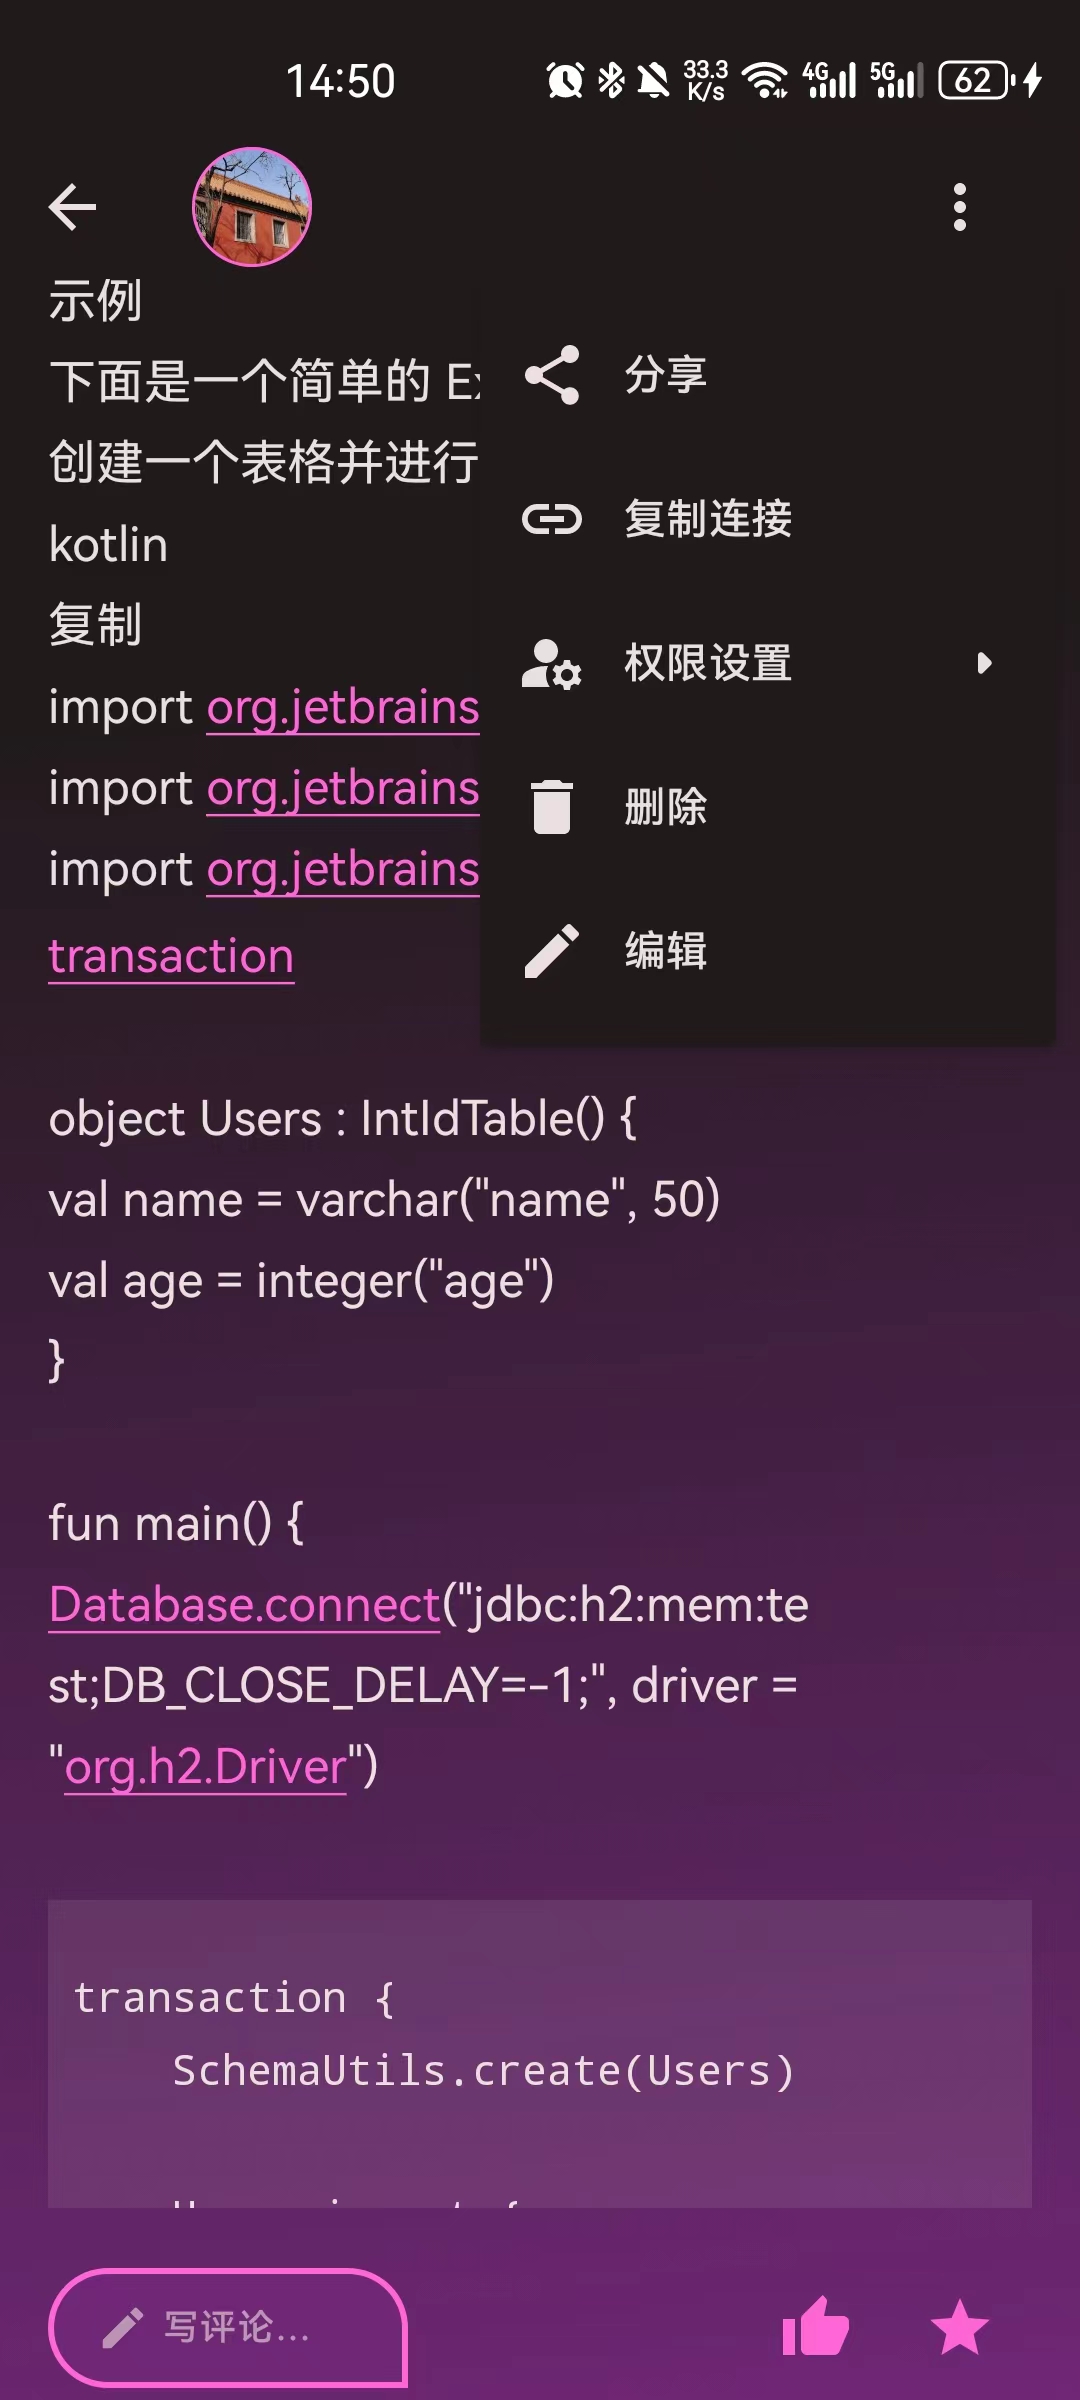 14:50
33.3
K/s
4G
5G
62
示例
下面是一个简单的
创建一个表格并进行
kotlin
复制
import org.jetbrains
import org.jetbrains
import org.jetbrains
transaction
分享
复制连接
权限设置
删除
编辑
object Users : IntIdTable() {
val name = varchar("name", 50)
val age = integer("age")
}
fun main() {
Database.connect("jdbc:h2:mem:te
st;DB_CLOSE_DELAY=-1;", driver =
"org.h2.Driver")
transaction {
SchemaUtils.create(Users)
写评论...